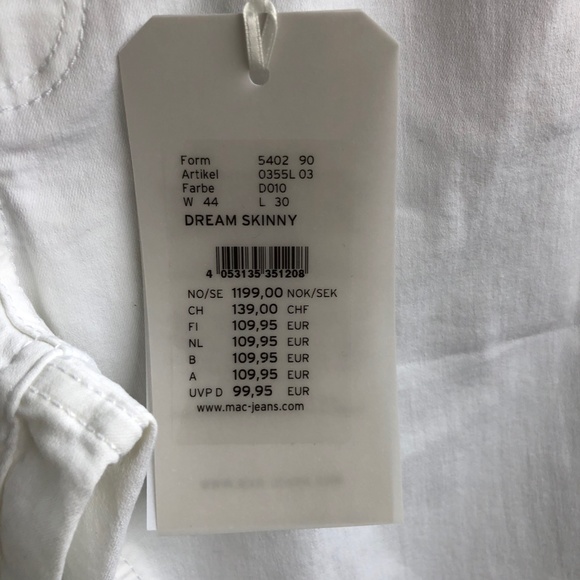 Form 5402 90
Artikel 0355L 03
Farbe D010
W 44 L 30
DREAM SKINNY
4 053135 351208
NO/SE 1199,00 NOK/SEK
CH 139,00 CHF
FI 109,95 EUR
NL 109,95 EUR
B 109,95 EUR
A 109,95 EUR
UVP D 99,95 EUR
www.mac-jeans.com